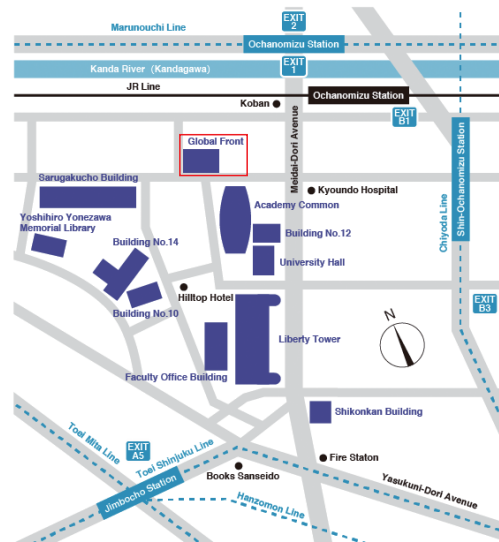 Marunouchi Line
EXIT
2
Ochanomizu Station
Kanda River (Kandagawa)
EXIT
1
JR Line
Ochanomizu Station
Koban
EXIT
B1
Global Front
Meidai-Dori Avenue
Shin-Ochanomizu Station
Chiyoda Line
Sarugakucho Building
Kyoundo Hospital
Academy Common
Yoshihiro Yonezawa
Memorial Library
Building No.12
Building No.14
University Hall
Hilltop Hotel
Building No.10
EXIT
B3
N
Liberty Tower
Faculty Office Building
Shikonkan Building
Toei Mita Line
EXIT
A5
Toei Shinjuku Line
Jimbocho Station
Books Sanseido
Fire Staton
Yasukuni-Dori Avenue
Hanzomon Line